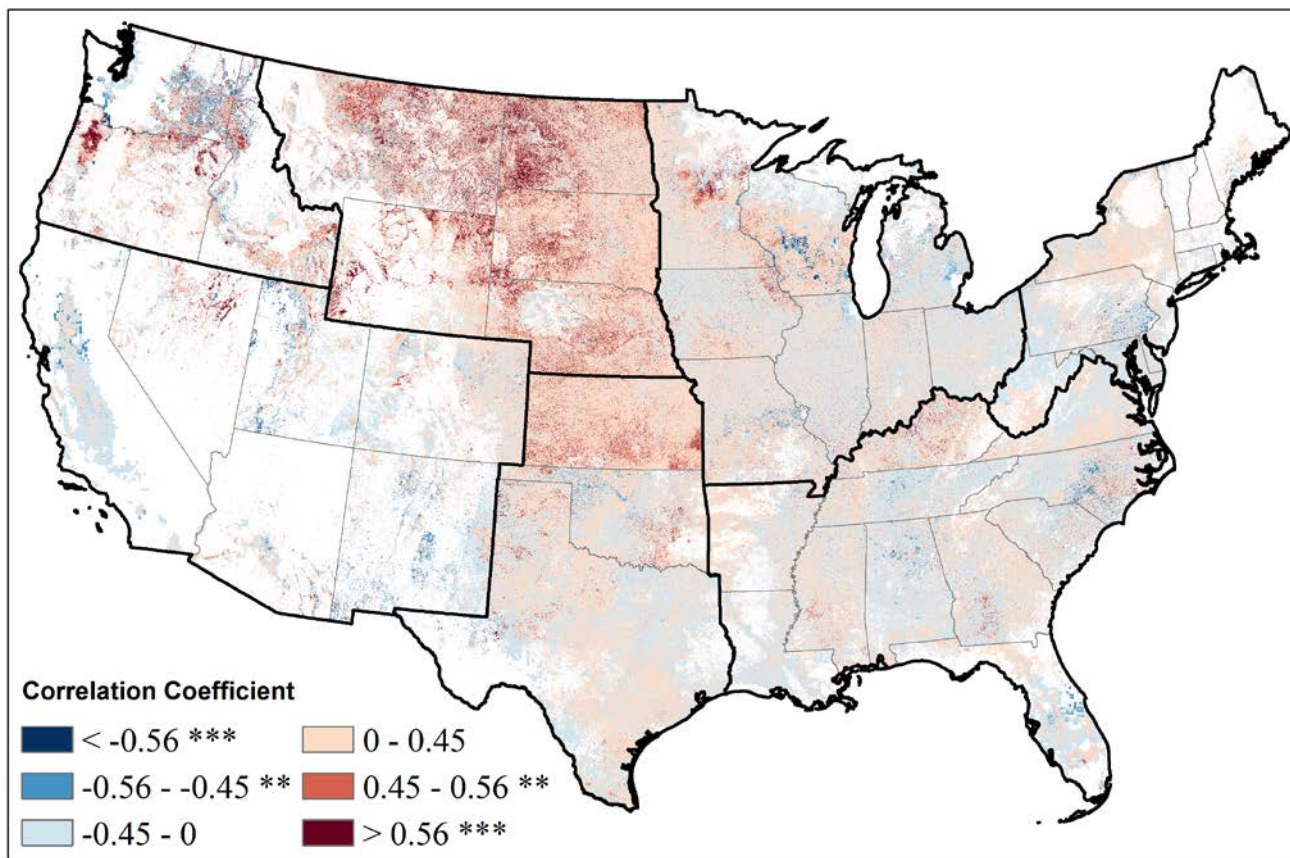 Correlation Coefficient
< -0.56 ***
0 - 0.45
-0.56 - -0.45 **
0.45 - 0.56 **
-0.45 - 0
> 0.56 ***